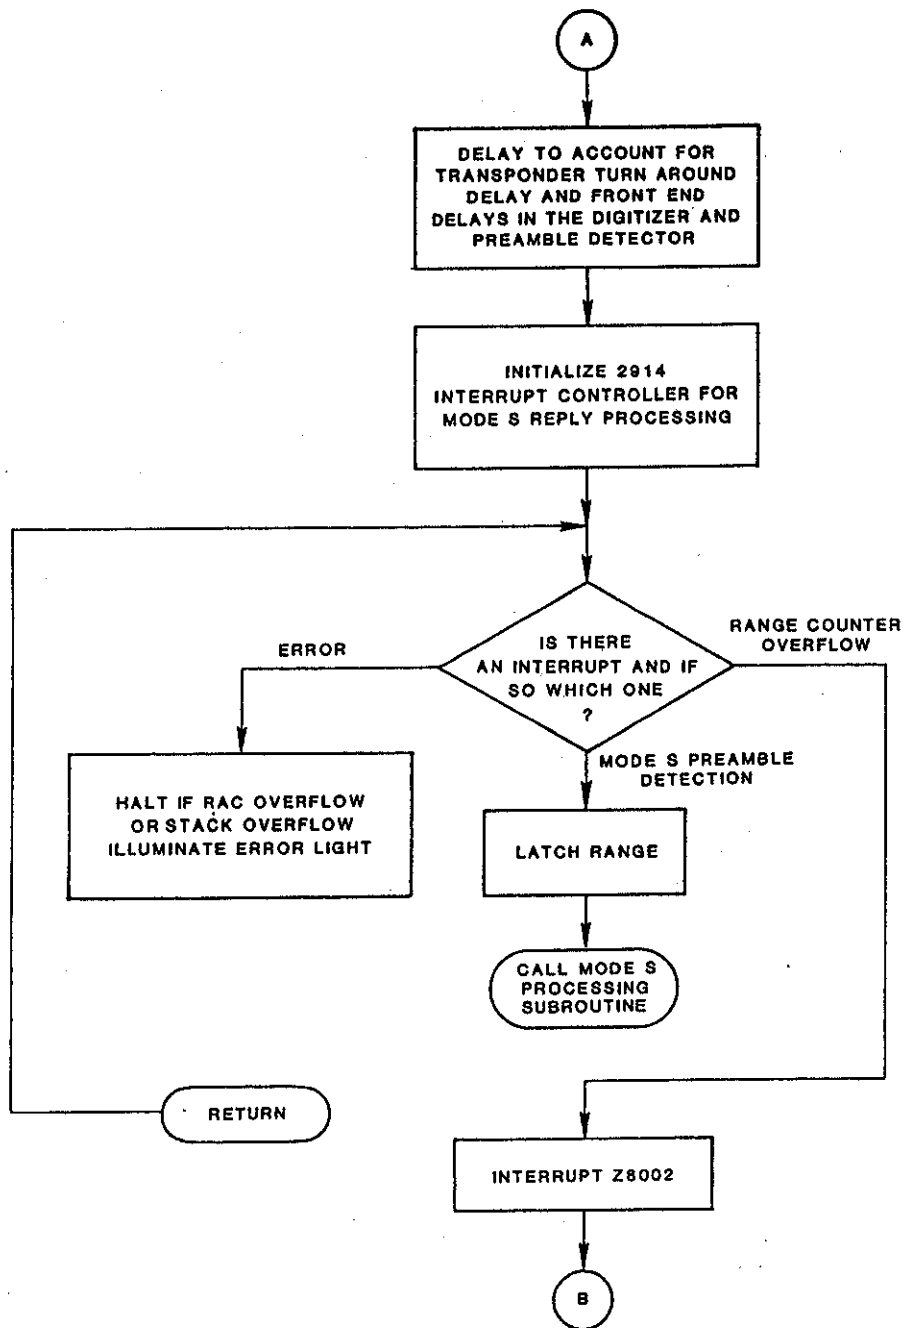 A
DELAY TO ACCOUNT FOR
TRANSPONDER TURN AROUND
DELAY AND FRONT END
DELAYS IN THE DIGITIZER AND
PREAMBLE DETECTOR
INITIALIZE 2914
INTERRUPT CONTROLLER FOR
MODE S REPLY PROCESSING
IS THERE
AN INTERRUPT AND IF
SO WHICH ONE
?
ERROR
RANGE COUNTER
OVERFLOW
MODE S PREAMBLE
DETECTION
HALT IF RAC OVERFLOW
OR STACK OVERFLOW
ILLUMINATE ERROR LIGHT
LATCH RANGE
CALL MODE S
PROCESSING
SUBROUTINE
RETURN
INTERRUPT Z8002
B